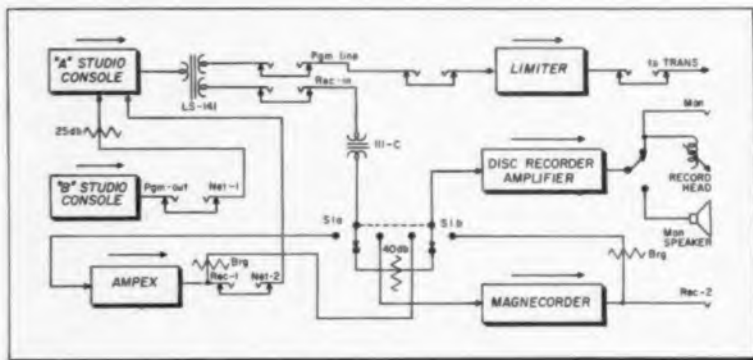 "A" STUDIO
CONSOLE
LS-141
Pgm line
Rec-in
LIMITER
to TRANS
25db
111-C
"B" STUDIO
CONSOLE
Pgm-out
Net-1
DISC RECORDER
AMPLIFIER
Mon
RECORD
HEAD
Mon
SPEAKER
S1a
S1b
40db
Brg
AMPEX
Rec-1
Net-2
Brg
MAGNECORDER
Rec-2